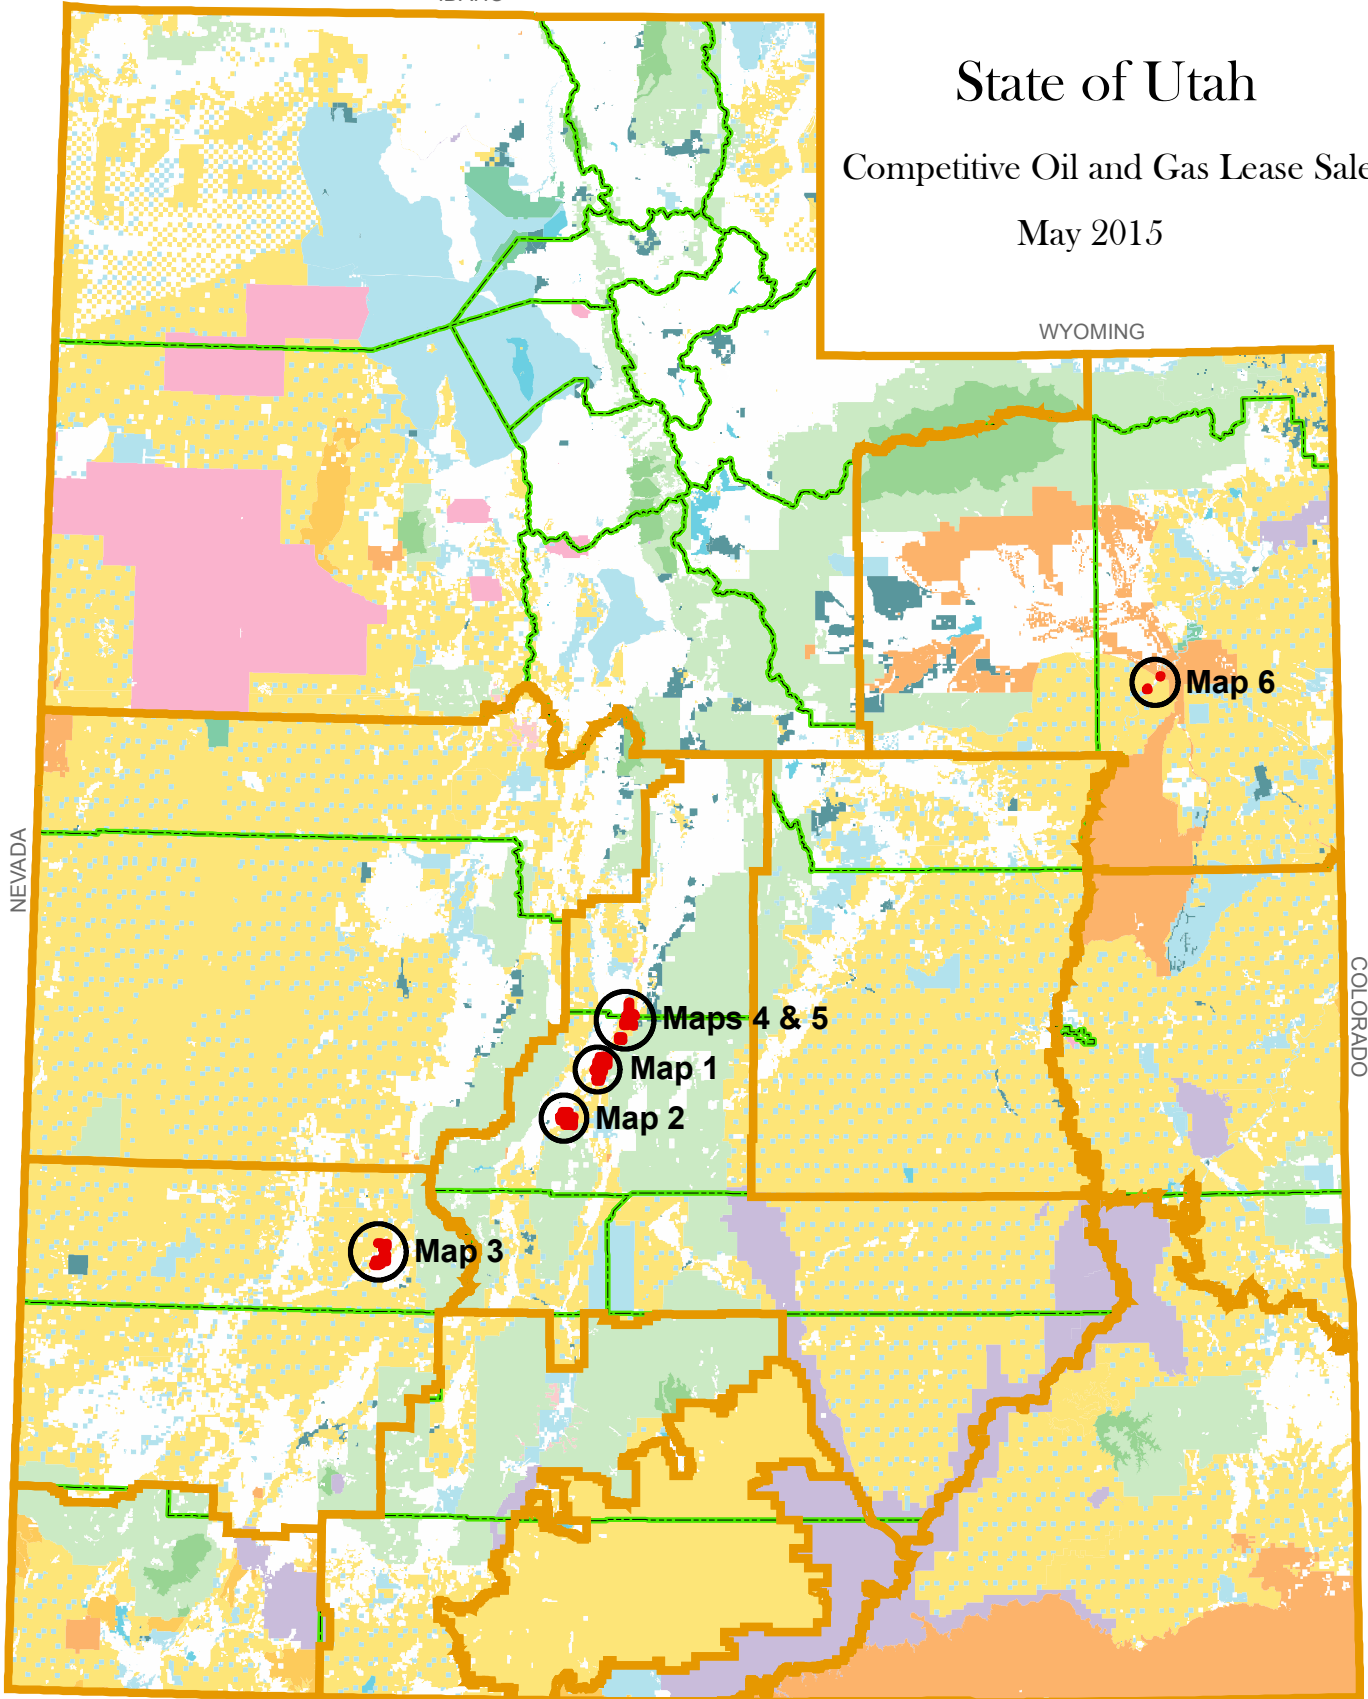 State of Utah
Competitive Oil and Gas Lease Sale
May 2015
WYOMING
Map 6
NEVADA
COLORADO
Maps 4 & 5
Map 1
Map 2
Map 3